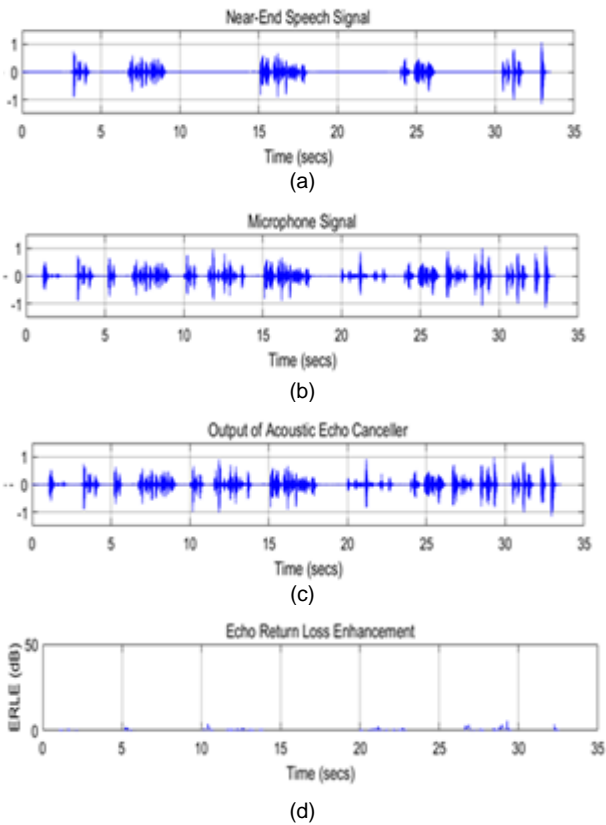 Near-End Speech Signal
1
0
-1
0 5 10 15 20 25 30 35
Time (secs)
(a)
Microphone Signal
1
0
-1
0 5 10 15 20 25 30 35
Time (secs)
(b)
Output of Acoustic Echo Canceller
1
0
-1
0 5 10 15 20 25 30 35
Time (secs)
(c)
Echo Return Loss Enhancement
ERLE (dB)
50
0
0 5 10 15 20 25 30 35
Time (secs)
(d)